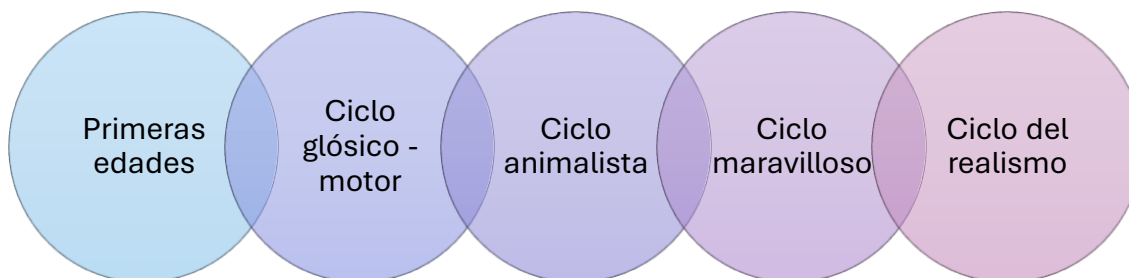 Primeras
edades
Ciclo
glósico -
motor
Ciclo
animalista
Ciclo
maravilloso
Ciclo del
realismo